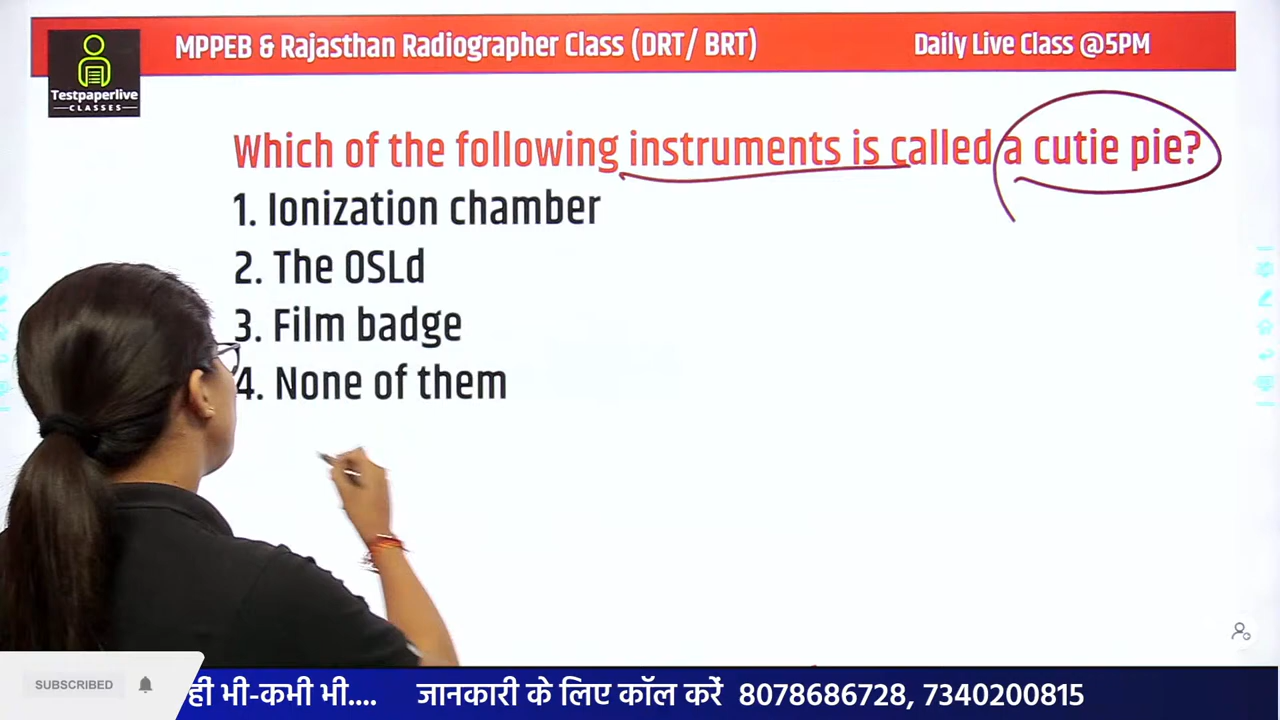 MPPEB & Rajasthan Radiographer Class (DRT/ BRT)
Daily Live Class @5PM
Testpaperlive
CLASSES
Which of the following instruments is called a cutie pie?
1. Ionization chamber
2. The OSLd
3. Film badge
4. None of them
SUBSCRIBED
हीं भी-कभी भी.... जानकारी के लिए कॉल करें 8078686728, 7340200815